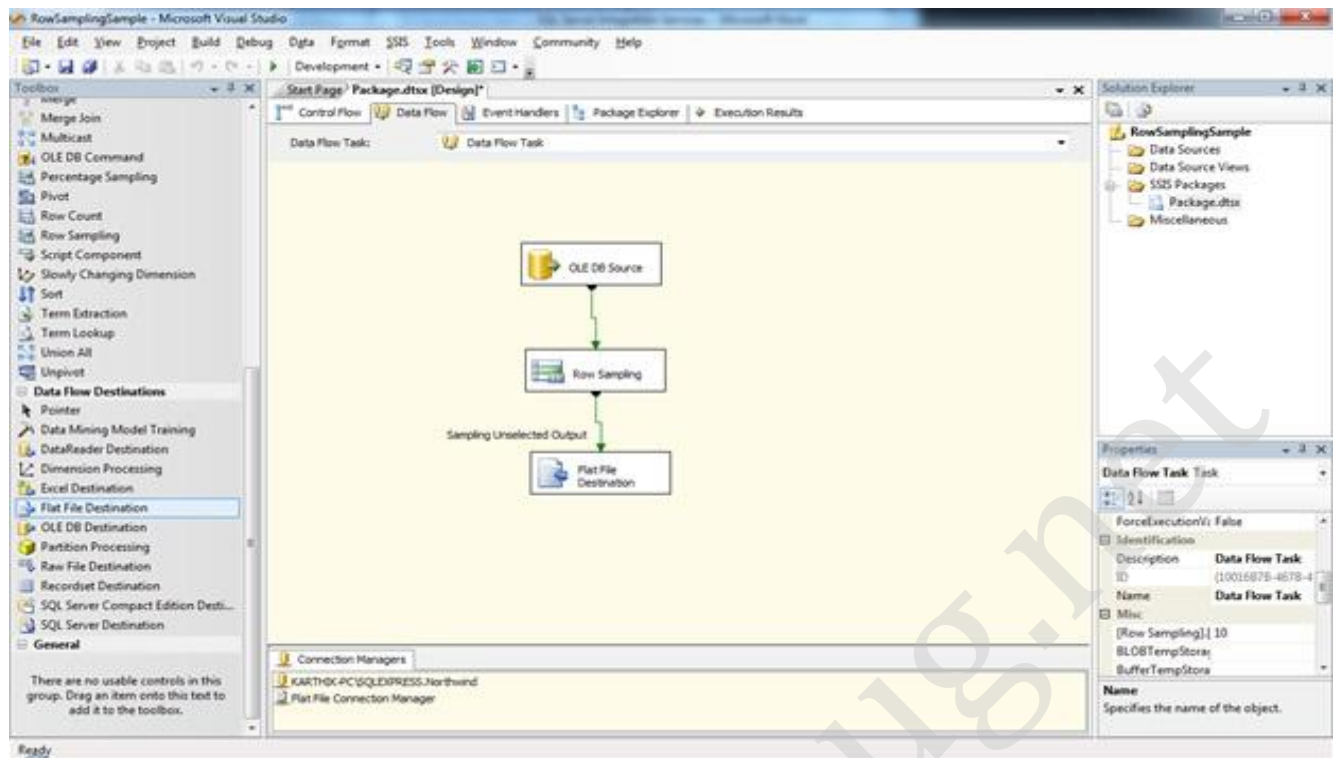 RowSamplingSample - Microsoft Visual Studio
File Edit View Project Build Debug Data Format SSIS Tools Window Community Help
Development
Toolbox
Merge
Merge Join
Multicast
OLE DB Command
Percentage Sampling
Pivot
Row Count
Row Sampling
Script Component
Slowly Changing Dimension
Sort
Term Extraction
Term Lookup
Union All
Unpivot
Data Flow Destinations
Pointer
Data Mining Model Training
DataReader Destination
Dimension Processing
Excel Destination
Flat File Destination
OLE DB Destination
Partition Processing
Raw File Destination
Recordset Destination
SQL Server Compact Edition Desti...
SQL Server Destination
General
There are no usable controls in this
group. Drag an item onto this text to
add it to the toolbox.
Start Page Package.dtsx [Design]*
Control Flow Data Flow Event Handlers Package Explorer Execution Results
Data Flow Task: Data Flow Task
OLE DB Source
Row Sampling
Sampling Unselected Output
Flat File
Destination
Connection Managers
KARTHIK-PC\SQLEXPRESS.Northwind
Flat File Connection Manager
Solution Explorer
RowSamplingSample
Data Sources
Data Source Views
SSIS Packages
Package.dtsx
Miscellaneous
Properties
Data Flow Task Task
ForceExecutionV False
Identification
Description Data Flow Task
ID
Name Data Flow Task
Misc
[Row Sampling].[ 10
BLOBTempStora
BufferTempStora
Name
Specifies the name of the object.
Ready
ug.net